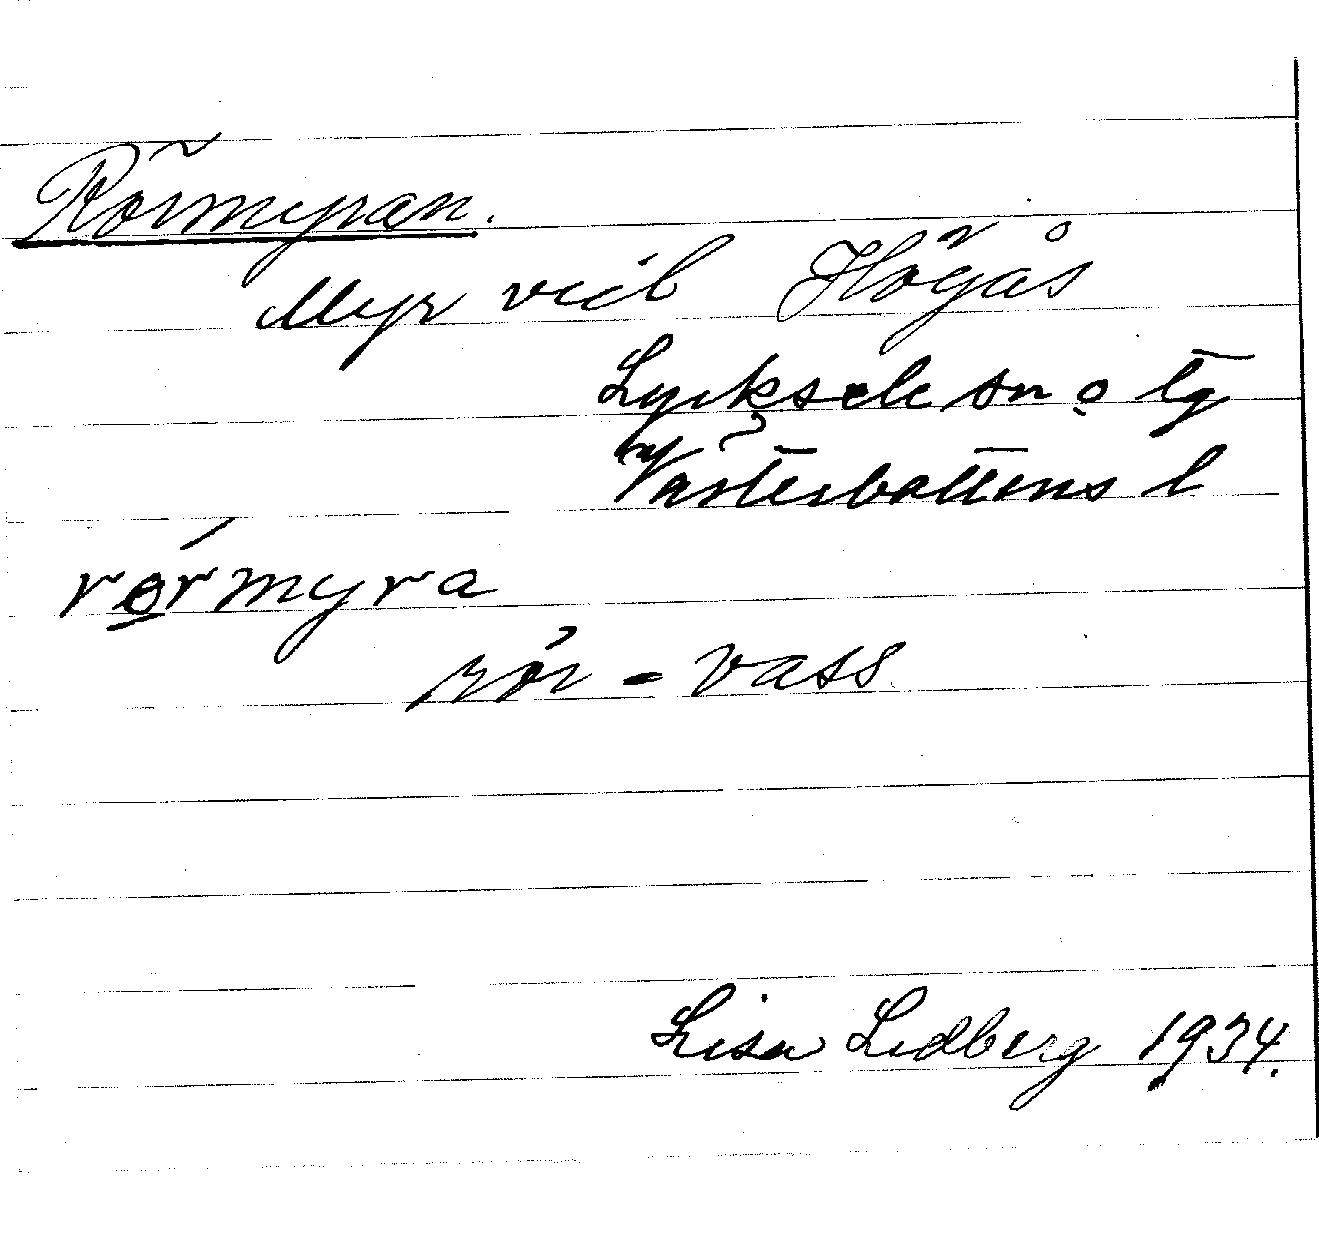 Rörmyran.
Myr vid Högås
Lycksele sn o lg
Västerbottens l
rörmyra
rör = vass
Lisa Lidberg 1934.